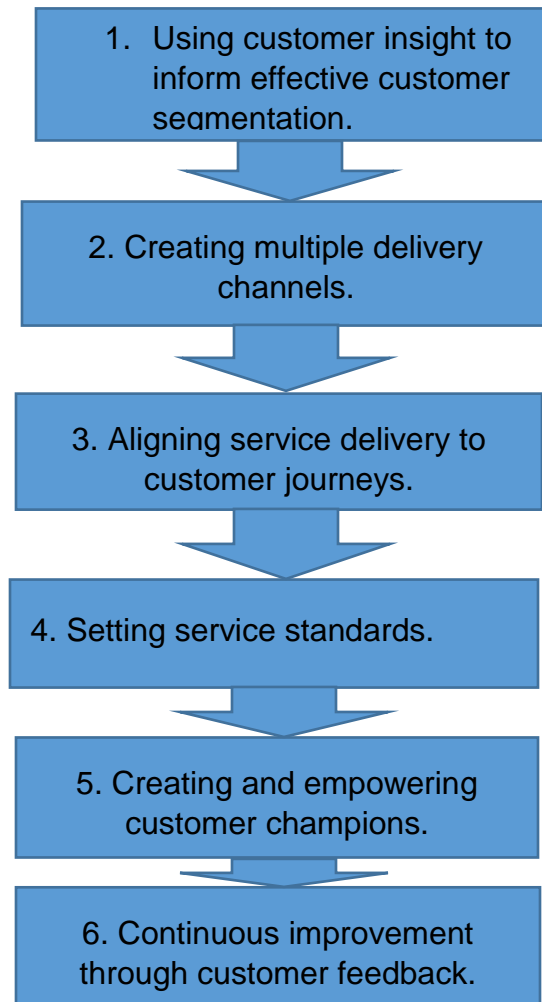 1. Using customer insight to
inform effective customer
segmentation.
2. Creating multiple delivery
channels.
3. Aligning service delivery to
customer journeys.
4. Setting service standards.
5. Creating and empowering
customer champions.
6. Continuous improvement
through customer feedback.